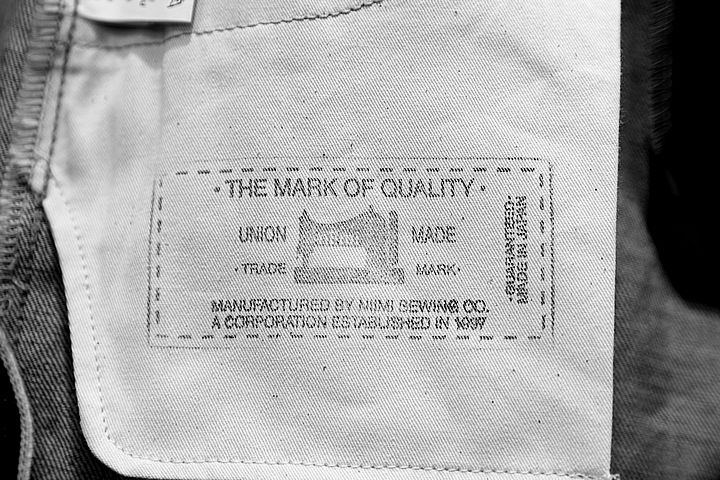 • THE MARK OF QUALITY •
UNION MADE
• TRADE MARK •
MANUFACTURED BY NIIMI SEWING CO.
A CORPORATION ESTABLISHED IN 1997
• GUARANTEED •
MADE IN JAPAN